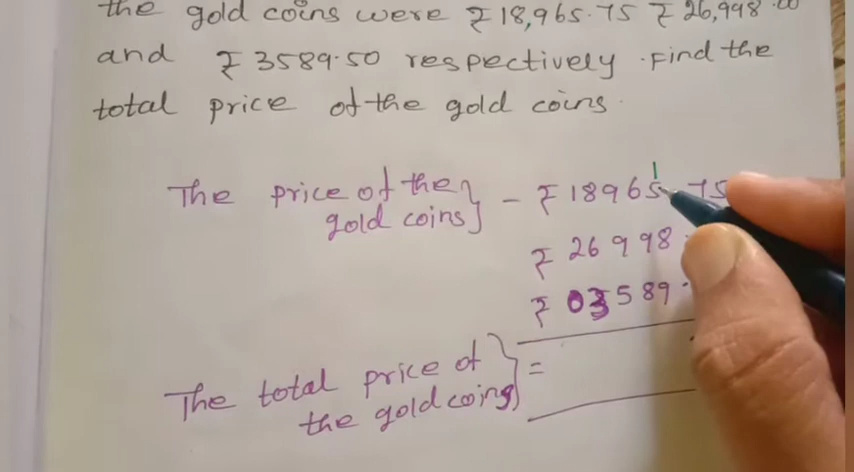 the gold coins were ₹18,965.75 ₹26,998.00
and ₹3589.50 respectively. Find the
total price of the gold coins.
The price of the
gold coins} - ₹18965.75
1
₹26998.
₹03589.
The total price of
the gold coins} =